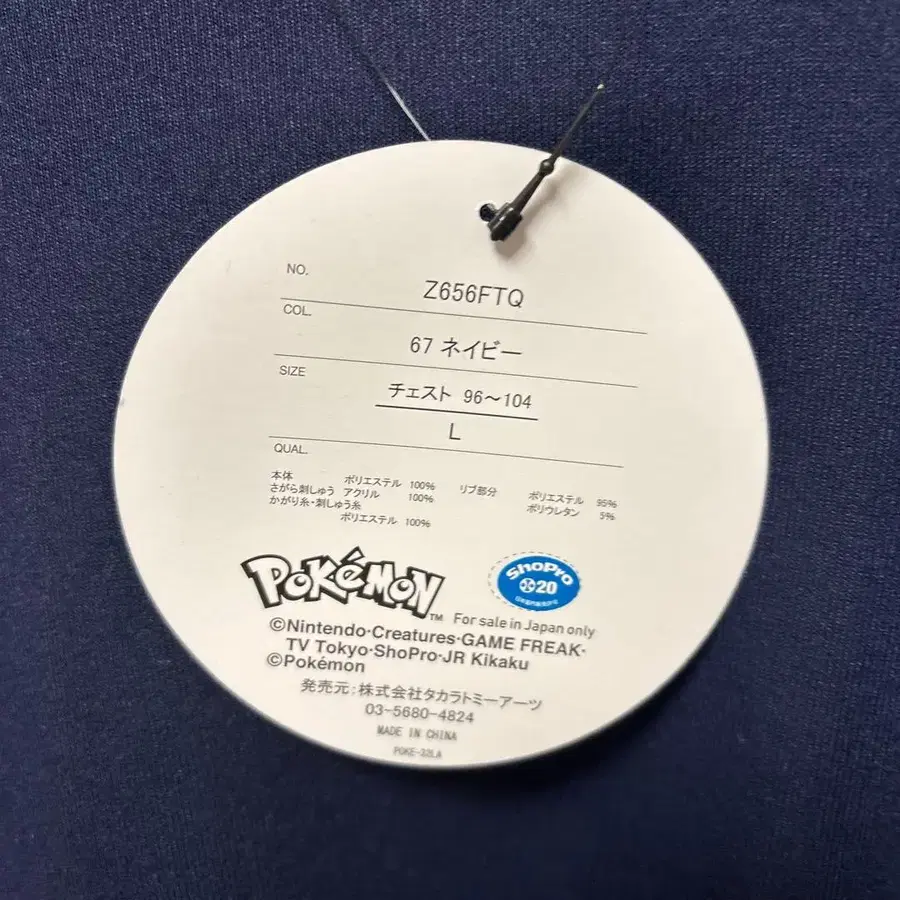 NO.
Z656FTQ
COL.
67 ネイビー
SIZE
チェスト 96〜104
L
QUAL.
本体 ポリエステル 100% リブ部分 ポリエステル 95%
さがら刺しゅう アクリル 100% ポリウレタン 5%
かがり糸・刺しゅう糸
ポリエステル 100%
POKéMON™
ShoPro
20
For sale in Japan only
©Nintendo·Creatures·GAME FREAK·
TV Tokyo·ShoPro·JR Kikaku
©Pokémon
発売元:株式会社タカラトミーアーツ
03-5680-4824
MADE IN CHINA
POKE-33LA